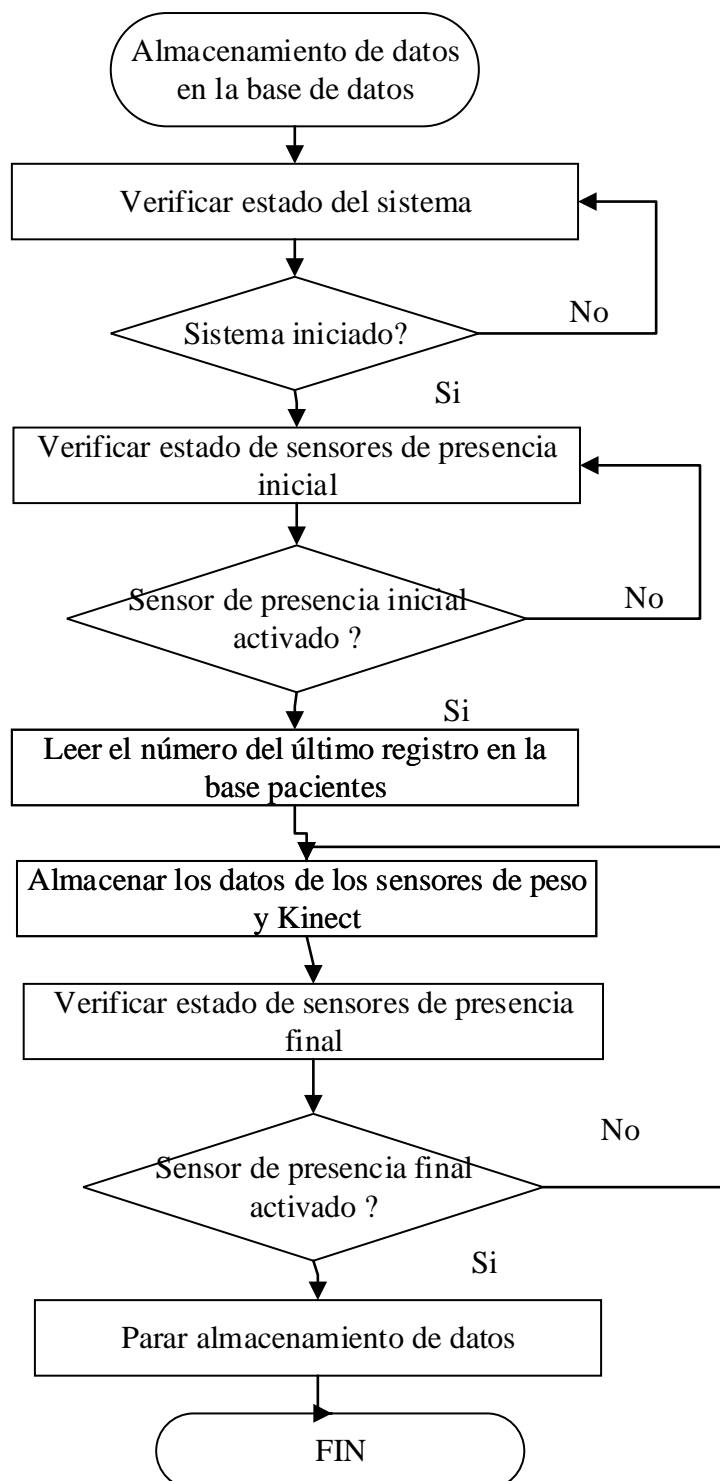 Almacenamiento de datos
en la base de datos
Verificar estado del sistema
Sistema iniciado?
No
Si
Verificar estado de sensores de presencia
inicial
Sensor de presencia inicial
activado ?
No
Si
Leer el número del último registro en la
base pacientes
Almacenar los datos de los sensores de peso
y Kinect
Verificar estado de sensores de presencia
final
No
Sensor de presencia final
activado ?
Si
Parar almacenamiento de datos
FIN